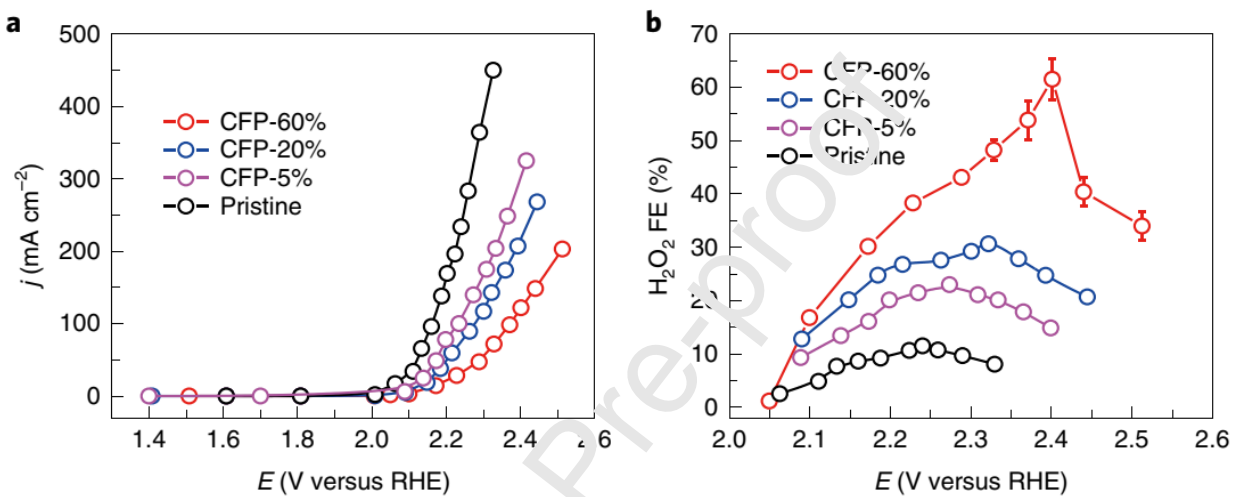 a
500
400
300
200
100
0
j (mA cm⁻²)
CFP-60%
CFP-20%
CFP-5%
Pristine
1.4 1.6 1.8 2.0 2.2 2.4 2.6
E (V versus RHE)
b
70
60
50
40
30
20
10
0
H₂O₂ FE (%)
CFP-60%
CFP-20%
CFP-5%
Pristine
2.0 2.1 2.2 2.3 2.4 2.5 2.6
E (V versus RHE)
Pre-proof